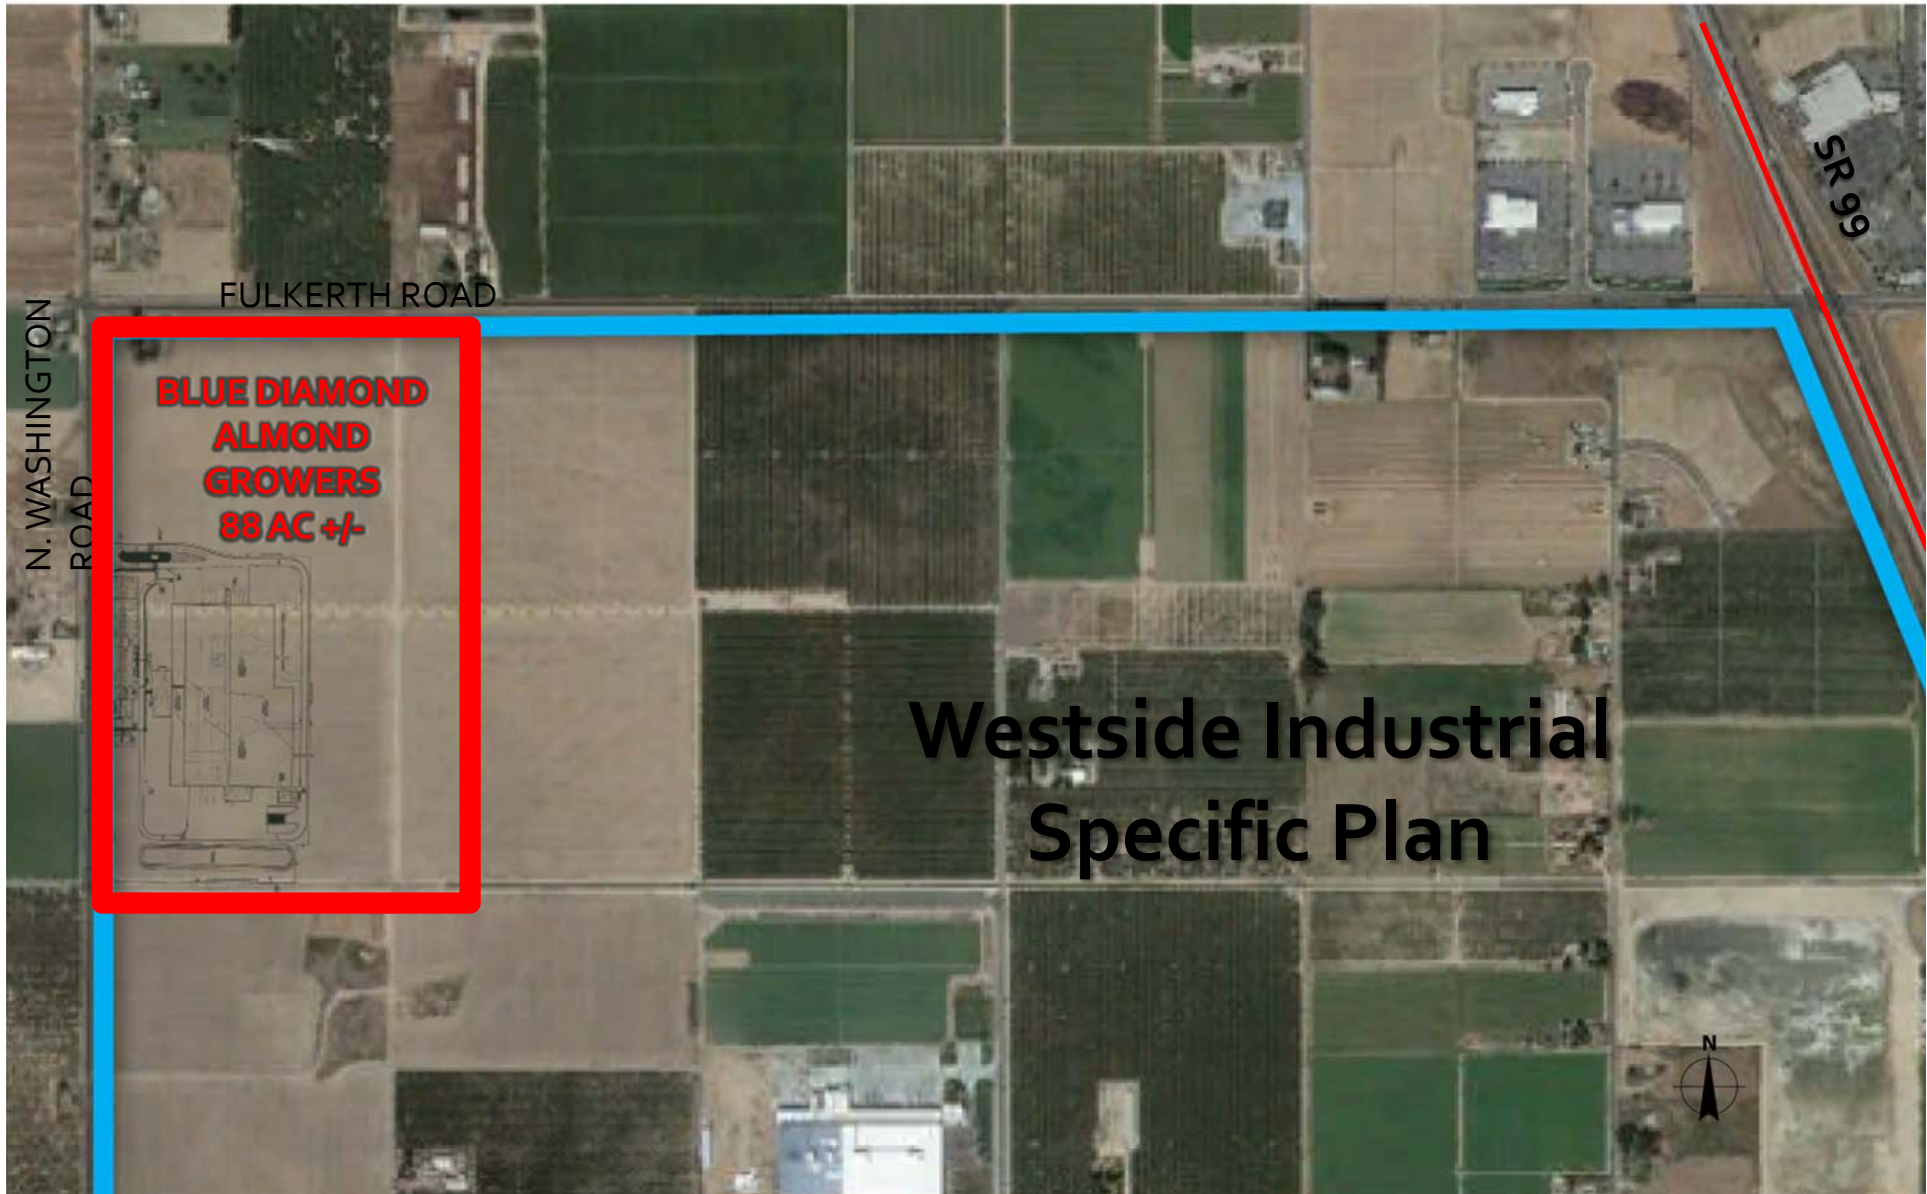 SR 99
FULKERTH ROAD
N. WASHINGTON
ROAD
BLUE DIAMOND
ALMOND
GROWERS
88 AC +/-
Westside Industrial
Specific Plan
N